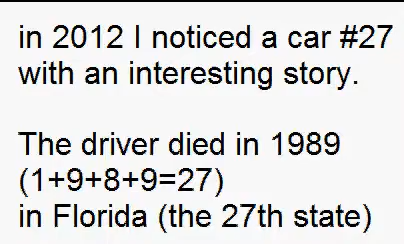 in 2012 I noticed a car #27
with an interesting story.
The driver died in 1989
(1+9+8+9=27)
in Florida (the 27th state)